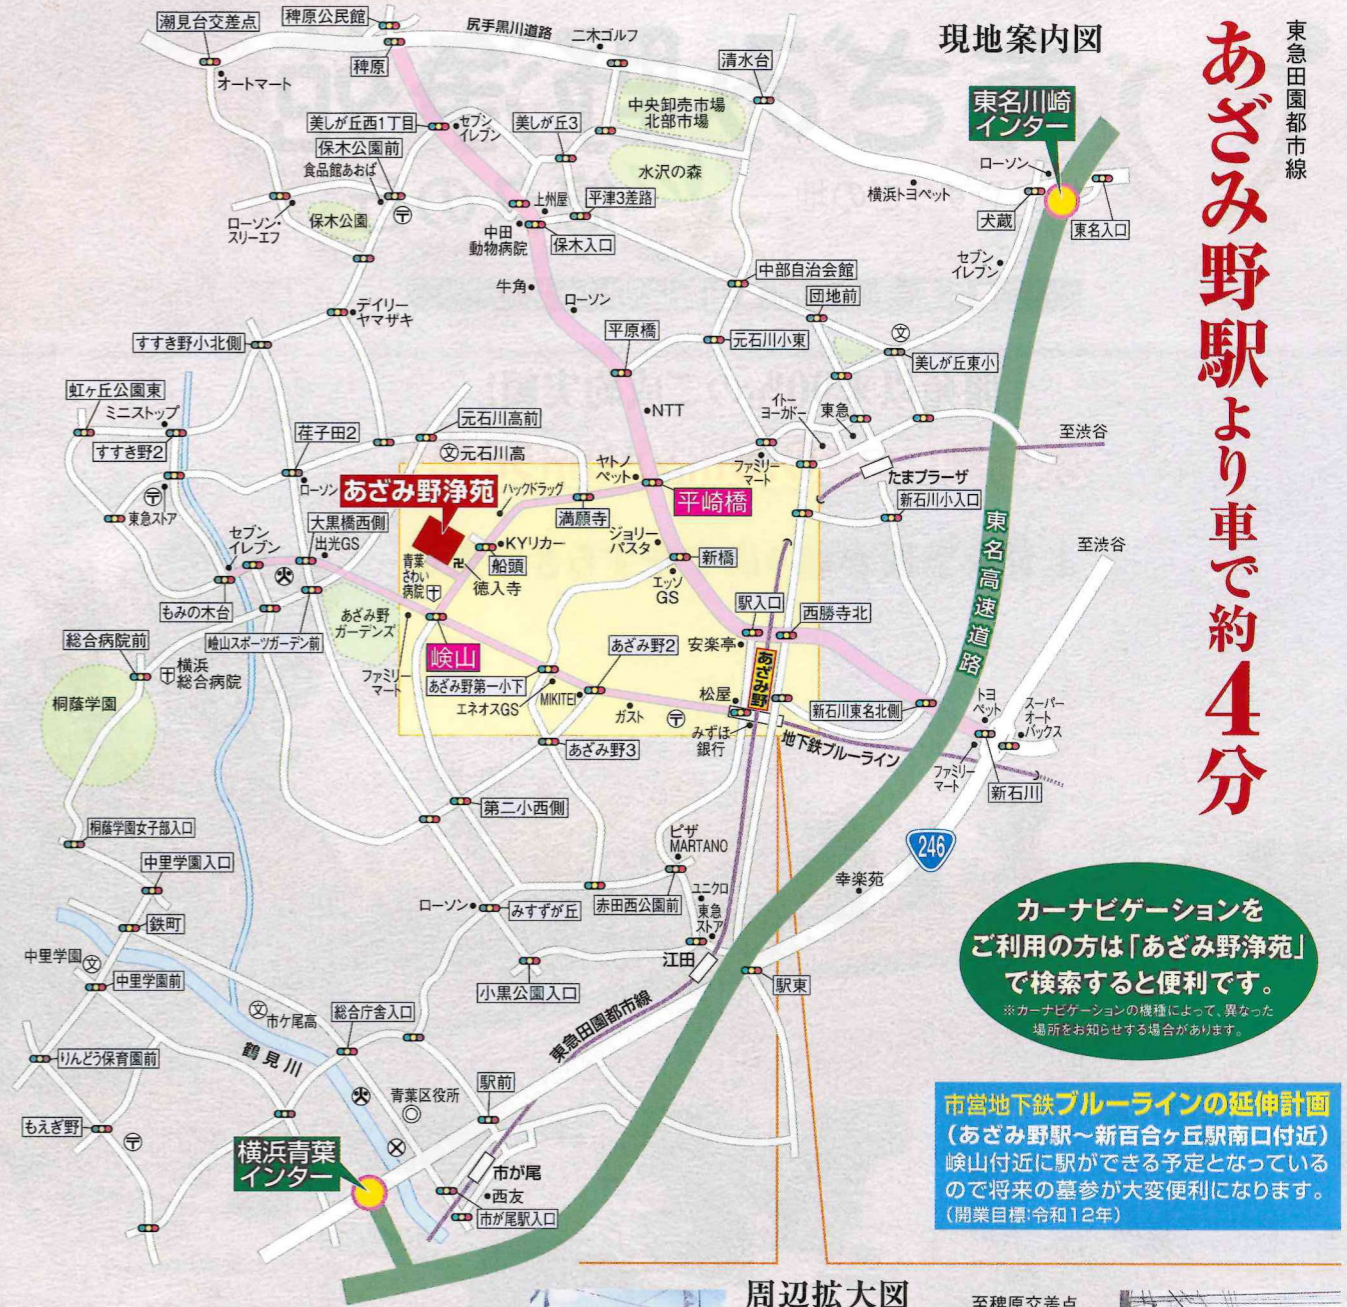 東急田園都市線
あざみ野駅より車で約4分
現地案内図
潮見台交差点
稗原公民館
尻手黒川道路
二木ゴルフ
稗原
オートマート
清水台
中央卸売市場
北部市場
東名川崎
インター
美しが丘西1丁目
セブン
イレブン
美しが丘3
保木公園前
食品館あおば
水沢の森
ローソン
横浜トヨペット
犬蔵
東名入口
ローソン・
スリーエフ
保木公園
上州屋
平津3差路
中田
動物病院
保木入口
セブン
イレブン
中部自治会館
牛角
ローソン
団地前
デイリー
ヤマザキ
すすき野小北側
平原橋
元石川小東
美しが丘東小
虹ヶ丘公園東
ミニストップ
すすき野2
荏子田2
元石川高前
元石川高
NTT
イトー
ヨーカドー
東急
至渋谷
ローソン
あざみ野浄苑
ハックドラッグ
ヤトノ
ペット
ファミリー
マート
たまプラーザ
平崎橋
新石川小入口
東急ストア
大黒橋西側
出光GS
満願寺
セブン
イレブン
KYリカー
船頭
ジョリー
パスタ
新橋
東名高速道路
至渋谷
青葉
さわい
病院
徳入寺
エッソ
GS
もみの木台
あざみ野
ガーデンズ
駅入口
西勝寺北
嶮山スポーツガーデン前
総合病院前
嶮山
あざみ野2
安楽亭
横浜
総合病院
ファミリー
マート
あざみ野第一小下
エネオスGS
MIKITEI
ガスト
松屋
あざみ野
桐蔭学園
新石川東名北側
トヨ
ペット
スーパー
オート
バックス
みずほ
銀行
地下鉄ブルーライン
あざみ野3
ファミリー
マート
新石川
第二小西側
桐蔭学園女子部入口
ピザ
MARTANO
246
中里学園入口
幸楽苑
ユニクロ
東急
ストア
赤田西公園前
ローソン
みすずが丘
鉄町
中里学園
中里学園前
江田
小黒公園入口
駅東
市ケ尾高
総合庁舎入口
東急田園都市線
鶴見川
りんどう保育園前
青葉区役所
駅前
もえぎ野
横浜青葉
インター
市が尾
西友
市が尾駅入口
カーナビゲーションを
ご利用の方は「あざみ野浄苑」
で検索すると便利です。
※カーナビゲーションの機種によって、異なった
場所をお知らせする場合があります。
市営地下鉄ブルーラインの延伸計画
(あざみ野駅〜新百合ヶ丘駅南口付近)
嶮山付近に駅ができる予定となっている
ので将来の墓参が大変便利になります。
(開業目標:令和12年)
周辺拡大図
至稗原交差点